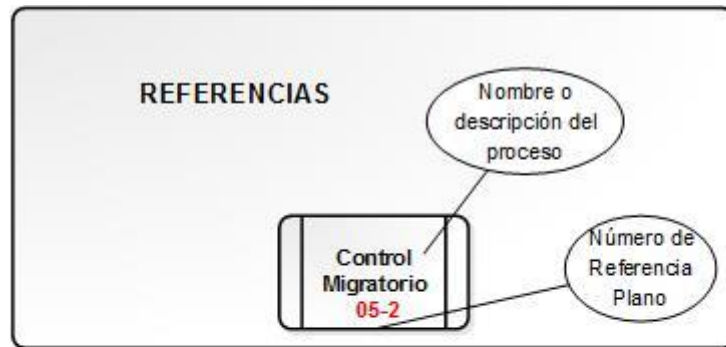 REFERENCIAS
Nombre o
descripción del
proceso
Control
Migratorio
05-2
Número de
Referencia
Plano